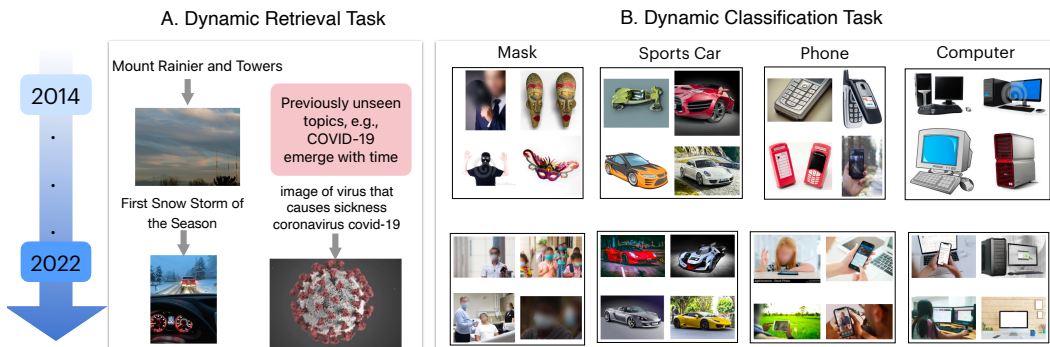 A. Dynamic Retrieval Task
B. Dynamic Classification Task
2014
2022
Mount Rainier and Towers
First Snow Storm of
the Season
Previously unseen
topics, e.g.,
COVID-19
emerge with time
image of virus that
causes sickness
coronavirus covid-19
Mask
Sports Car
Phone
Computer